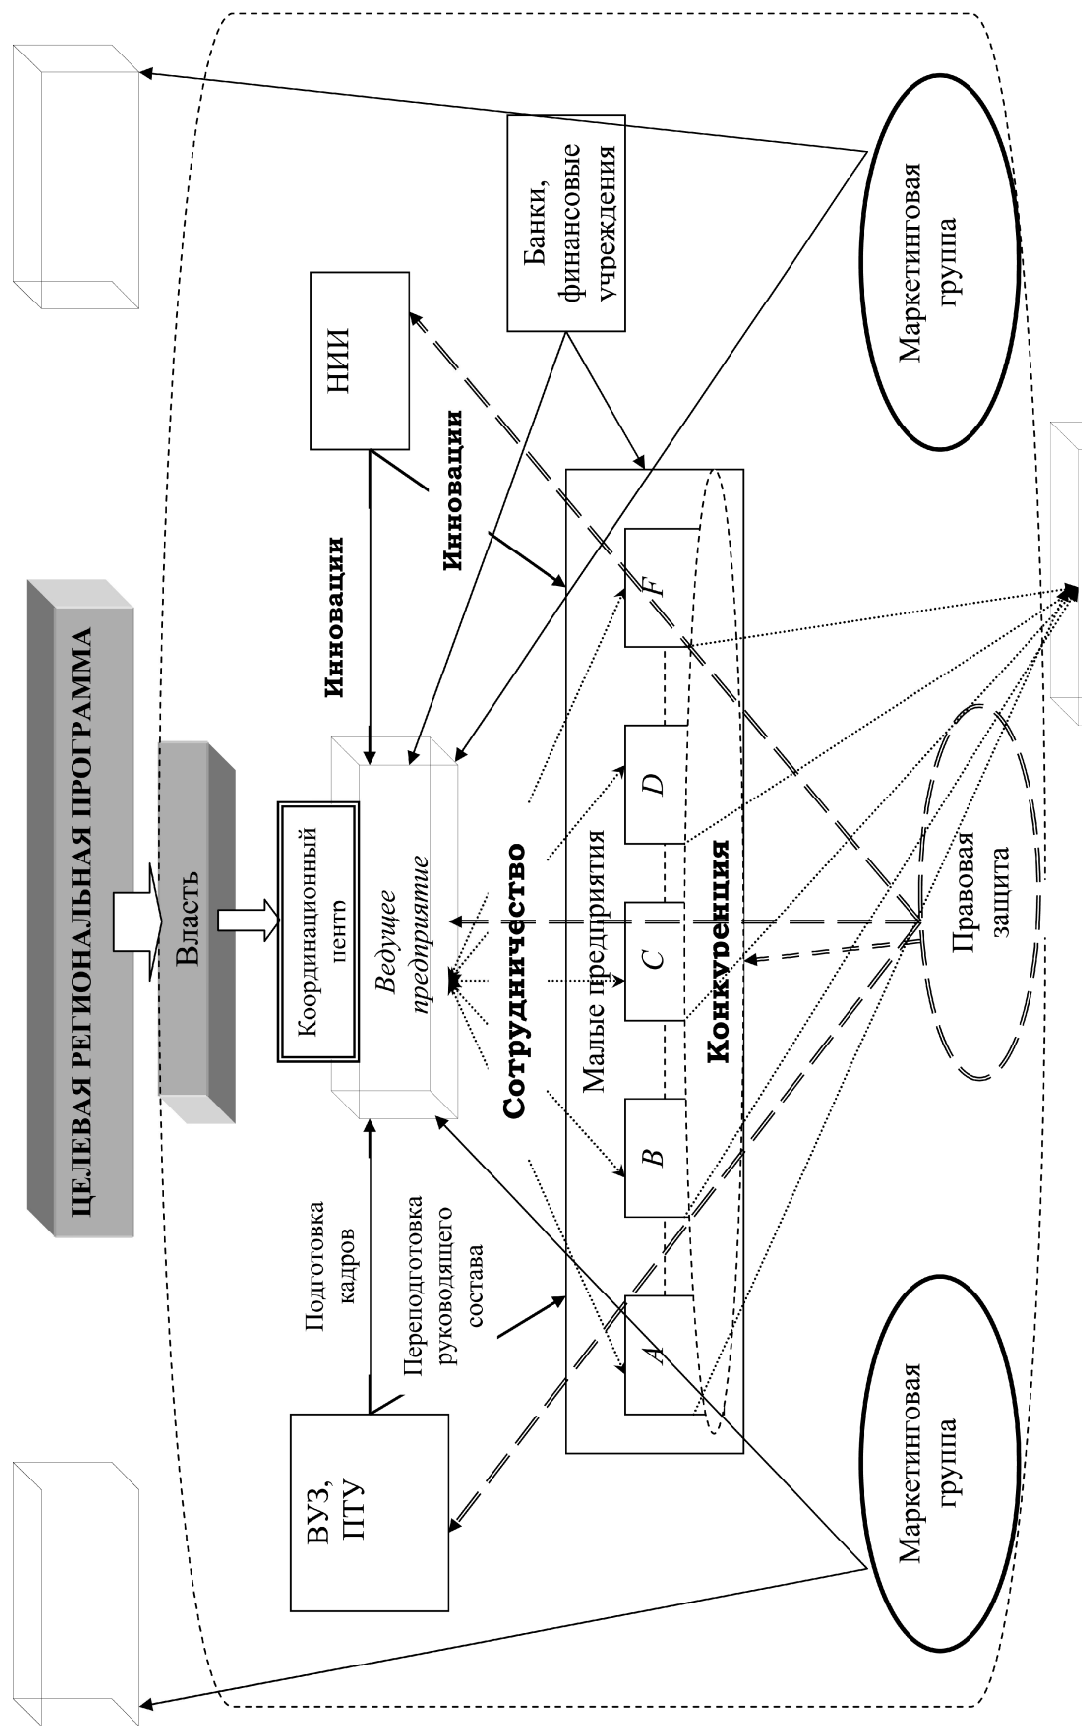 ЦЕЛЕВАЯ РЕГИОНАЛЬНАЯ ПРОГРАММА
Власть
Координационный
центр
Ведущее
предприятие
ВУЗ,
ПТУ
Подготовка
кадров
Переподготовка
руководящего
состава
НИИ
Инновации
Инновации
Банки,
финансовые
учреждения
Сотрудничество
Малые предприятия
A
B
C
D
F
Конкуренция
Маркетинговая
группа
Правовая
защита
Маркетинговая
группа